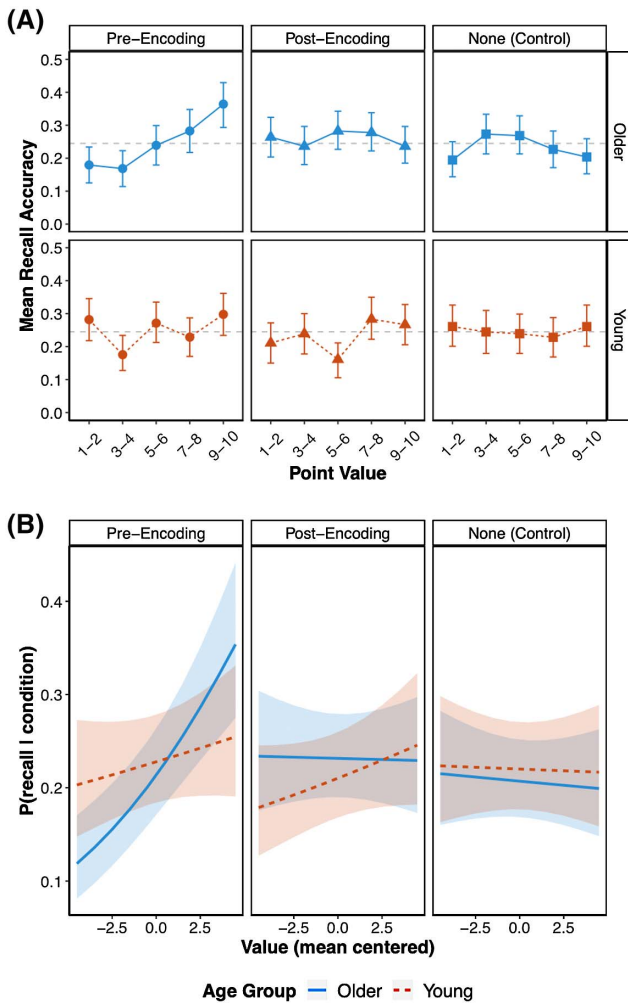 (A)
Pre−Encoding Post−Encoding None (Control)
0.5
0.4
0.3
0.2
0.1
0.0
Older
0.5
0.4
0.3
0.2
0.1
0.0
Young
Mean Recall Accuracy
1−2 3−4 5−6 7−8 9−10 1−2 3−4 5−6 7−8 9−10 1−2 3−4 5−6 7−8 9−10
Point Value
(B)
Pre−Encoding Post−Encoding None (Control)
0.4
0.3
0.2
0.1
P(recall | condition)
−2.5 0.0 2.5 −2.5 0.0 2.5 −2.5 0.0 2.5
Value (mean centered)
Age Group Older Young